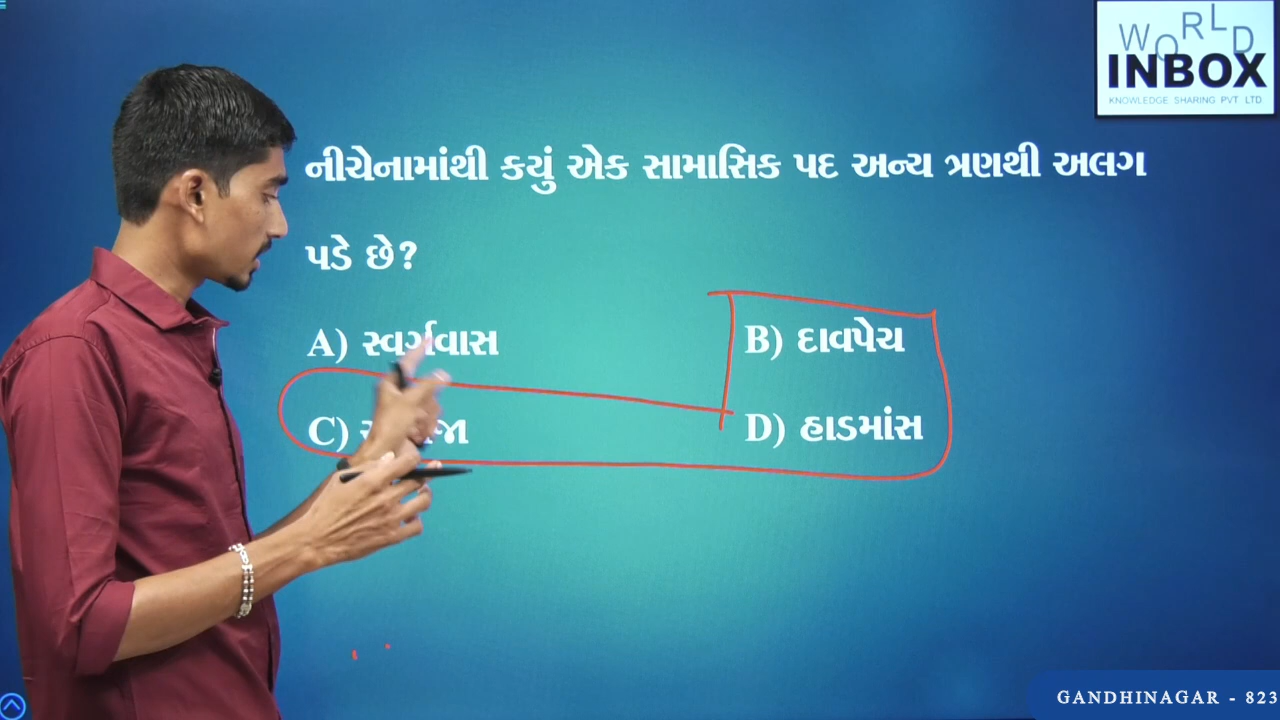 WORLD
INBOX
KNOWLEDGE SHARING PVT LTD
નીચેનામાંથી કયું એક સામાસિક પદ અન્ય ત્રણથી અલગ
પડે છે?
A) સ્વર્ગવાસ
B) દાવપેચ
C)
D) હાડમાંસ
GANDHINAGAR - 823